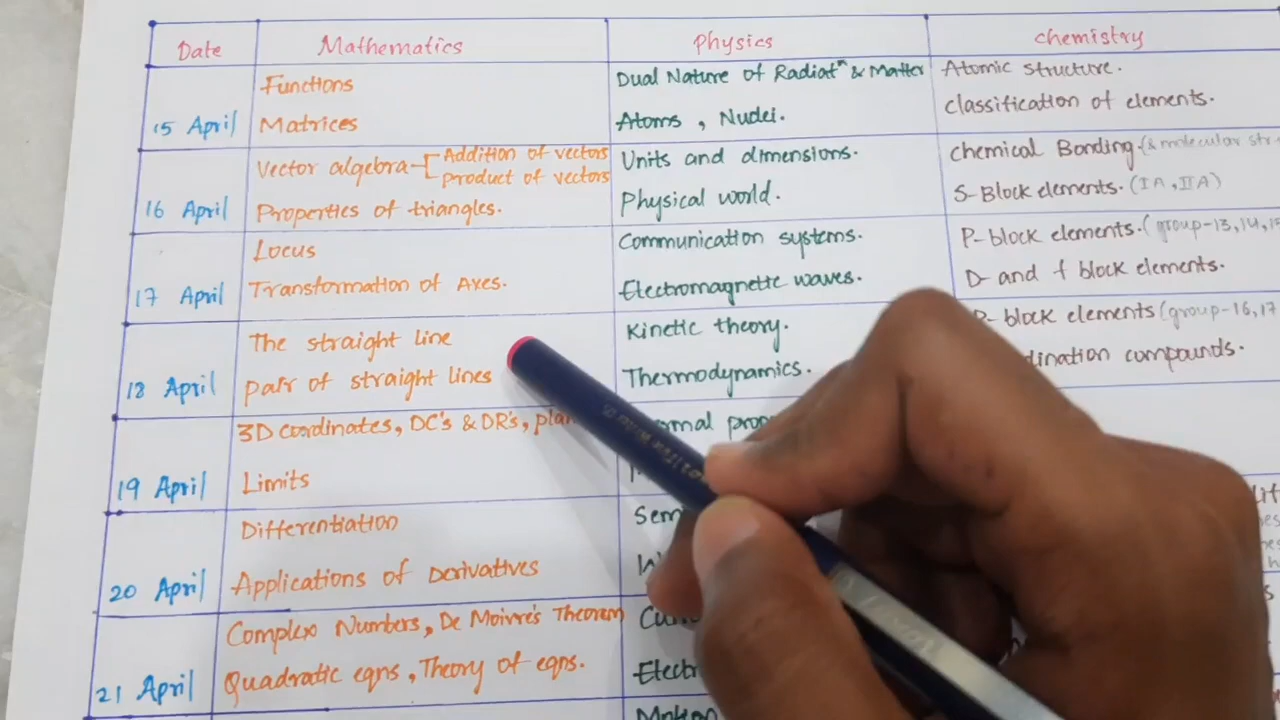 Date Mathematics Physics Chemistry
Functions Dual Nature of Radiatⁿ & Matter Atomic structure.
15 April Matrices Atoms, Nuclei. classification of elements.
Vector algebra Addition of vectors Units and dimensions. chemical Bonding (& molecular str
product of vectors
16 April Properties of triangles. Physical world. S-Block elements. (IA, IIA)
Locus Communication systems. P-block elements. (group-13,14,15
17 April Transformation of Axes. Electromagnetic waves. D- and f block elements.
The straight line Kinetic theory. block elements (group-16,17
18 April pair of straight lines Thermodynamics. compounds.
3D coordinates, DC's & DR's,
19 April Limits
Differentiation
20 April Applications of Derivatives
Complex Numbers, De Moivre's Theorem
21 April Quadratic eqns, Theory of eqns.